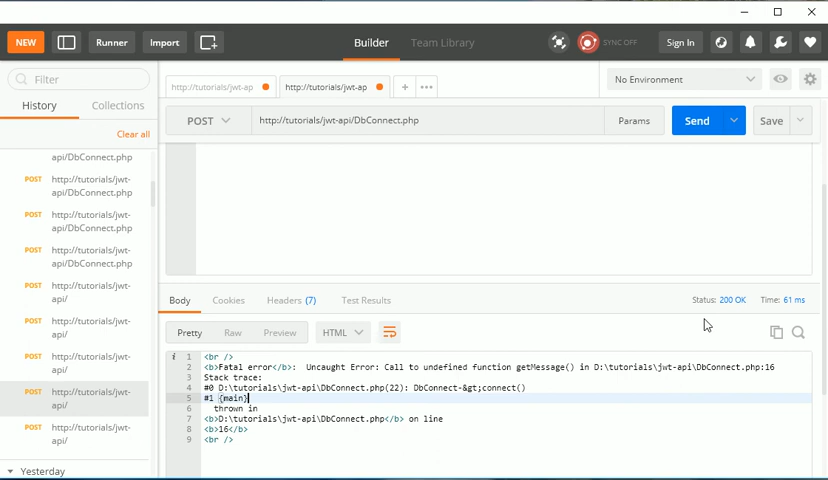 NEW
Runner
Import
Builder
Team Library
SYNC OFF
Sign In
Filter
History
Collections
Clear all
api/DbConnect.php
POST http://tutorials/jwt-
api/DbConnect.php
POST http://tutorials/jwt-
api/DbConnect.php
POST http://tutorials/jwt-
api/DbConnect.php
POST http://tutorials/jwt-
api/
POST http://tutorials/jwt-
api/
POST http://tutorials/jwt-
api/
POST http://tutorials/jwt-
api/
POST http://tutorials/jwt-
api/
Yesterday
http://tutorials/jwt-ap
http://tutorials/jwt-ap
+
•••
No Environment
POST
http://tutorials/jwt-api/DbConnect.php
Params
Send
Save
Body
Cookies
Headers (7)
Test Results
Status: 200 OK
Time: 61 ms
Pretty
Raw
Preview
HTML
i 1 <br />
2 <b>Fatal error</b>:  Uncaught Error: Call to undefined function getMessage() in D:\tutorials\jwt-api\DbConnect.php:16
3 Stack trace:
4 #0 D:\tutorials\jwt-api\DbConnect.php(22): DbConnect-&gt;connect()
5 #1 {main}
6 thrown in
7 <b>D:\tutorials\jwt-api\DbConnect.php</b> on line
8 <b>16</b>
9 <br />